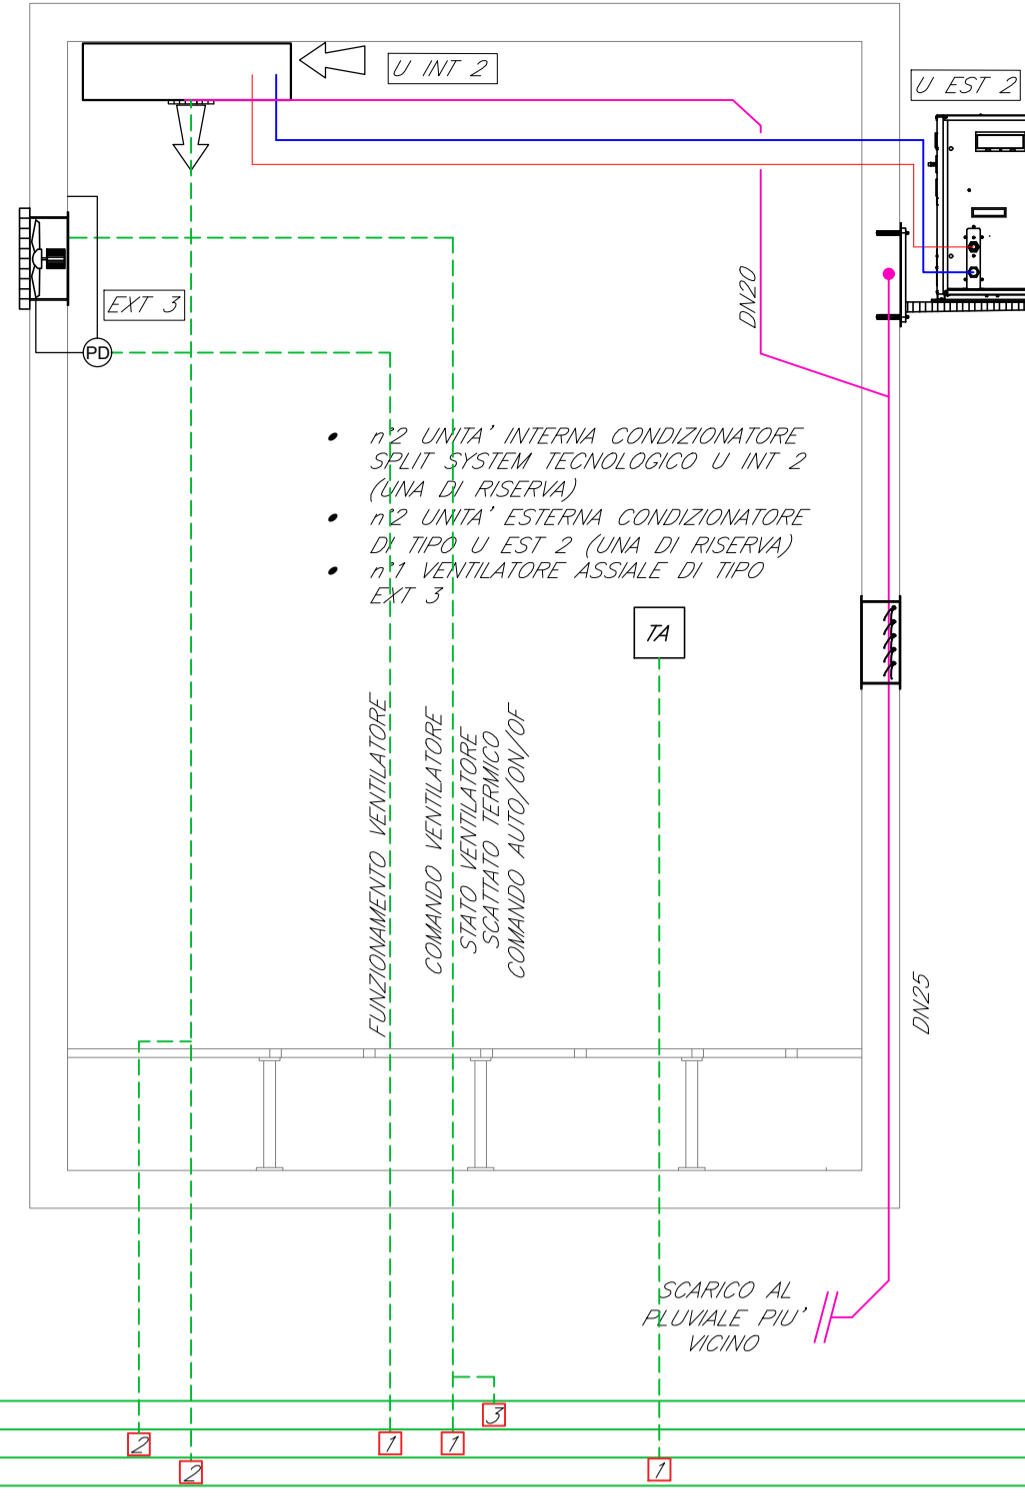 U INT 2
U EST 2
EXT 3
PD
DN20
• n°2 UNITA' INTERNA CONDIZIONATORE
SPLIT SYSTEM TECNOLOGICO U INT 2
(UNA DI RISERVA)
• n°2 UNITA' ESTERNA CONDIZIONATORE
DI TIPO U EST 2 (UNA DI RISERVA)
• n°1 VENTILATORE ASSIALE DI TIPO
EXT 3
TA
FUNZIONAMENTO VENTILATORE
COMANDO VENTILATORE
STATO VENTILATORE
SCATTATO TERMICO
COMANDO AUTO/ON/OF
DN25
SCARICO AL
PLUVIALE PIU'
VICINO
3
2
1
1
2
1